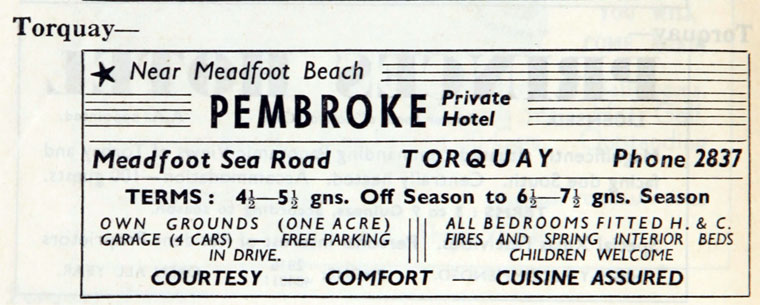 Torquay—
★ Near Meadfoot Beach
PEMBROKE Private Hotel
Meadfoot Sea Road TORQUAY Phone 2837
TERMS: 4½—5½ gns. Off Season to 6½—7½ gns. Season
OWN GROUNDS (ONE ACRE)
GARAGE (4 CARS) — FREE PARKING
IN DRIVE.
ALL BEDROOMS FITTED H. & C.
FIRES AND SPRING INTERIOR BEDS
CHILDREN WELCOME
COURTESY — COMFORT — CUISINE ASSURED